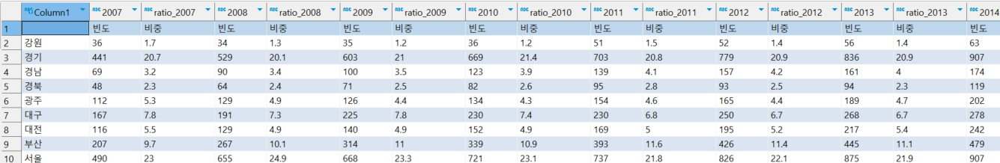 Column1 2007 ratio_2007 2008 ratio_2008 2009 ratio_2009 2010 ratio_2010 2011 ratio_2011 2012 ratio_2012 2013 ratio_2013 2014
1 빈도 비중 빈도 비중 빈도 비중 빈도 비중 빈도 비중 빈도 비중 빈도 비중 빈도
2 강원 36 1.7 34 1.3 35 1.2 36 1.2 51 1.5 52 1.4 56 1.4 63
3 경기 441 20.7 529 20.1 603 21 669 21.4 703 20.8 779 20.9 836 20.9 907
4 경남 69 3.2 90 3.4 100 3.5 123 3.9 139 4.1 157 4.2 161 4 174
5 경북 48 2.3 64 2.4 71 2.5 82 2.6 95 2.8 93 2.5 94 2.3 119
6 광주 112 5.3 129 4.9 126 4.4 134 4.3 154 4.6 165 4.4 189 4.7 202
7 대구 167 7.8 191 7.3 225 7.8 230 7.4 230 6.8 250 6.7 268 6.7 278
8 대전 116 5.5 129 4.9 140 4.9 152 4.9 169 5 195 5.2 217 5.4 242
9 부산 207 9.7 267 10.1 314 11 339 10.9 393 11.6 426 11.4 445 11.1 479
10 서울 490 23 655 24.9 668 23.3 721 23.1 737 21.8 826 22.1 875 21.9 907